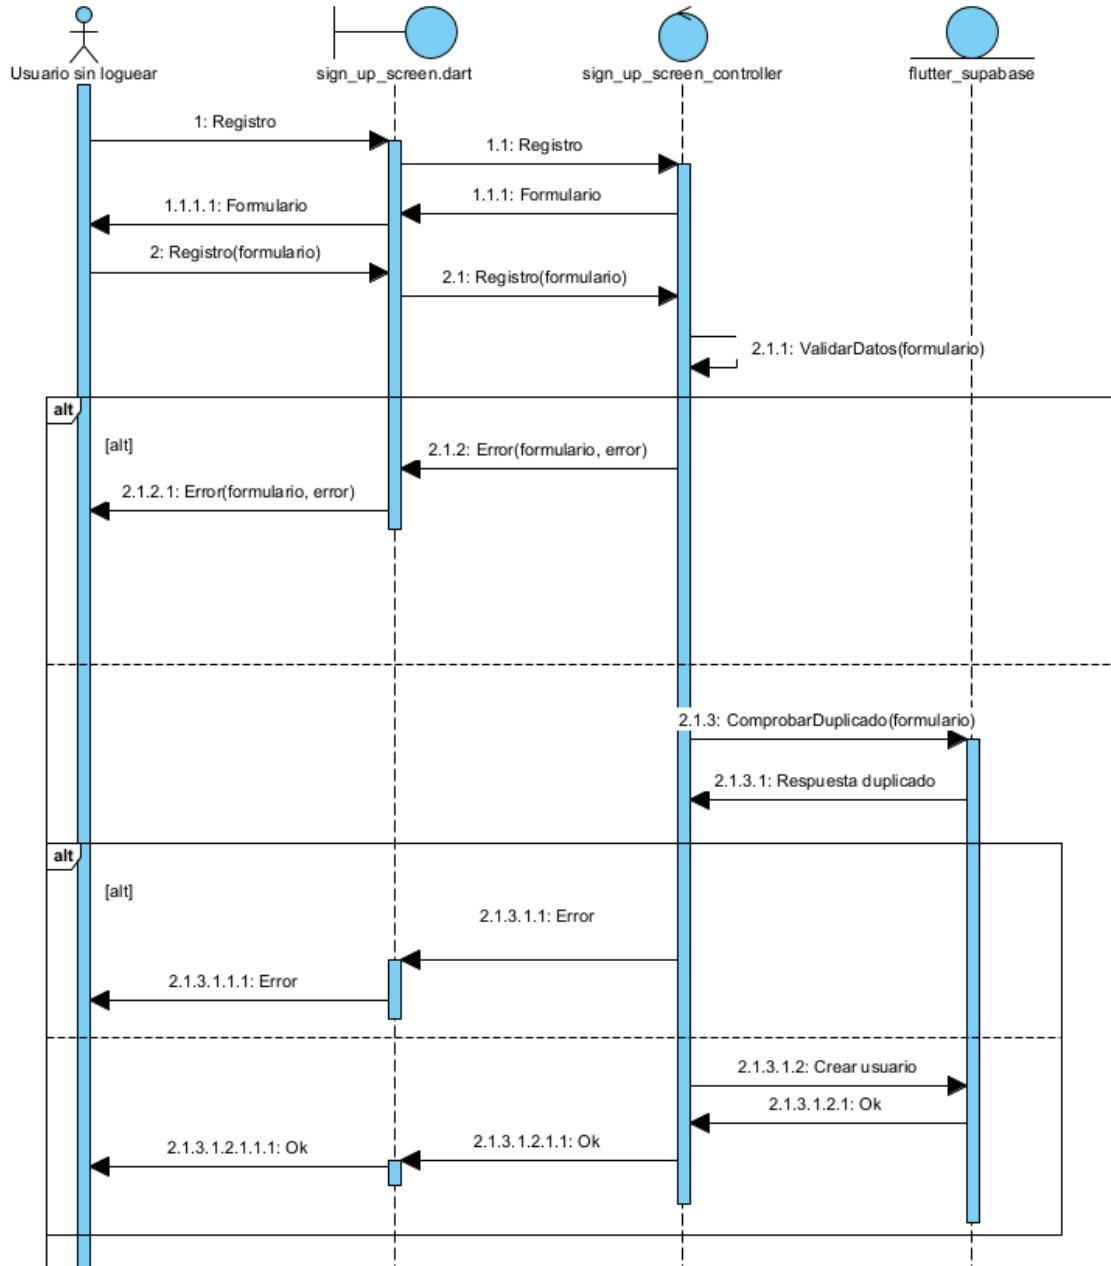 Usuario sin loguear
sign_up_screen.dart
sign_up_screen_controller
flutter_supabase
1: Registro
1.1: Registro
1.1.1: Formulario
1.1.1.1: Formulario
2: Registro(formulario)
2.1: Registro(formulario)
2.1.1: ValidarDatos(formulario)
alt
[alt]
2.1.2: Error(formulario, error)
2.1.2.1: Error(formulario, error)
2.1.3: ComprobarDuplicado(formulario)
2.1.3.1: Respuesta duplicado
alt
[alt]
2.1.3.1.1: Error
2.1.3.1.1.1: Error
2.1.3.1.2: Crear usuario
2.1.3.1.2.1: Ok
2.1.3.1.2.1.1: Ok
2.1.3.1.2.1.1.1: Ok